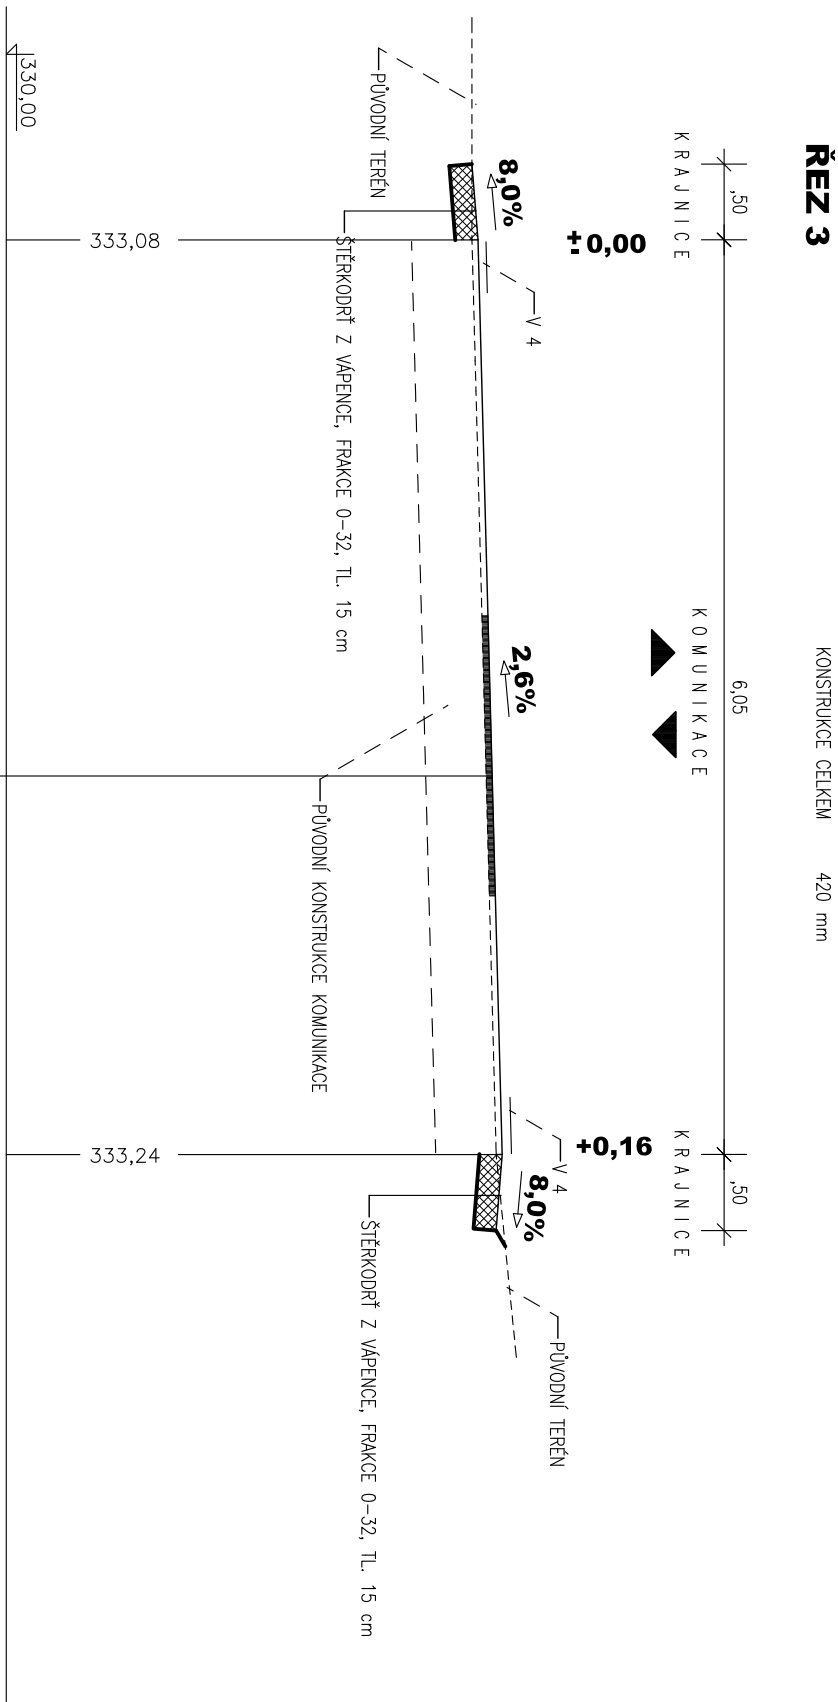 ŘEZ 3
KONSTRUKCE CELKEM 420 mm
,50
6,05
,50
KRAJNICE
KOMUNIKACE
KRAJNICE
±0,00
+0,16
V 4
V 4
8,0%
2,6%
8,0%
PŮVODNÍ TERÉN
PŮVODNÍ TERÉN
ŠTĚRKODRŤ Z VÁPENCE, FRAKCE 0-32, TL. 15 cm
PŮVODNÍ KONSTRUKCE KOMUNIKACE
ŠTĚRKODRŤ Z VÁPENCE, FRAKCE 0-32, TL. 15 cm
333,08
333,24
330,00